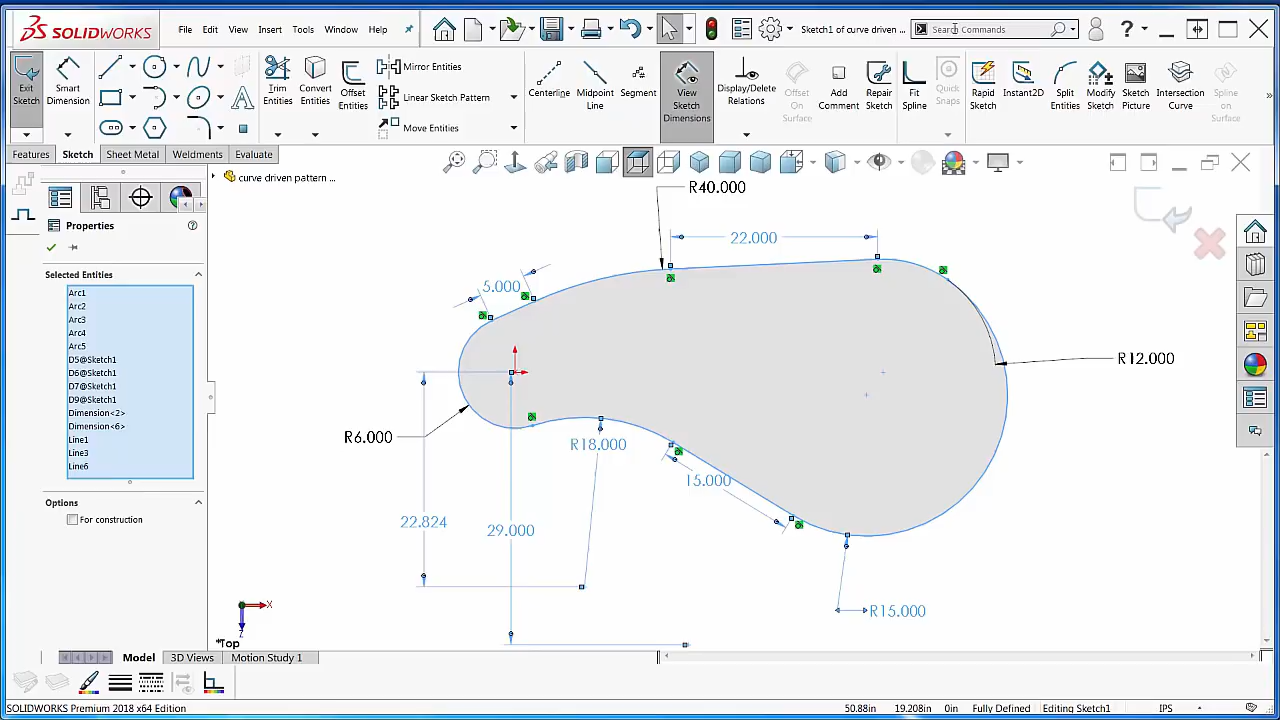 SOLIDWORKS File Edit View Insert Tools Window Help Sketch1 of curve driven ... Search Commands ?
Exit Sketch Smart Dimension Trim Entities Convert Entities Offset Entities Mirror Entities Linear Sketch Pattern Move Entities Centerline Midpoint Line Segment View Sketch Dimensions Display/Delete Relations Offset On Surface Add Comment Repair Sketch Fit Spline Quick Snaps Rapid Sketch Instant2D Split Entities Modify Sketch Sketch Picture Intersection Curve Spline on Surface
Features Sketch Sheet Metal Weldments Evaluate
curve driven pattern ...
Properties
Selected Entities
Arc1
Arc2
Arc3
Arc4
Arc5
D5@Sketch1
D6@Sketch1
D7@Sketch1
D9@Sketch1
Dimension<2>
Dimension<6>
Line1
Line3
Line6
Options
For construction
R40.000
22.000
5.000
R12.000
R6.000
R18.000
15.000
22.824
29.000
R15.000
X
Z
*Top
Model 3D Views Motion Study 1
SOLIDWORKS Premium 2018 x64 Edition 50.88in 19.208in 0in Fully Defined Editing Sketch1 IPS